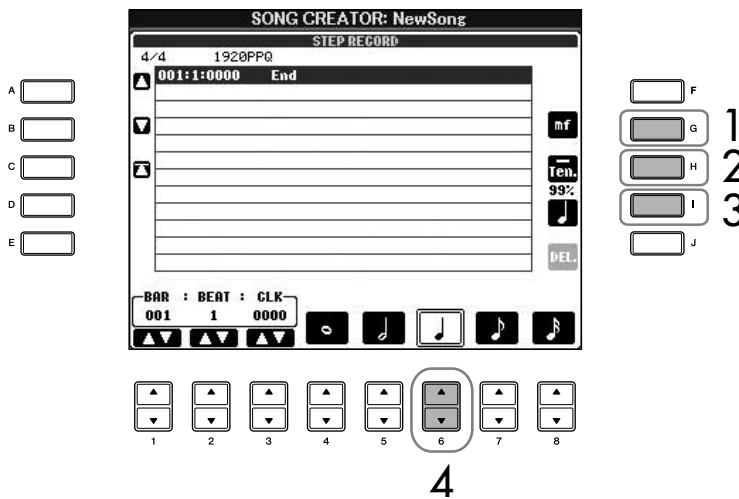 SONG CREATOR: NewSong
STEP RECORD
4/4 1920PPQ
001:1:0000 End
A
B
C
D
E
mf
Ten.
99%
DEL.
F
G 1
H 2
I 3
J
BAR : BEAT : CLK
001 1 0000
1 2 3 4 5 6 7 8
4